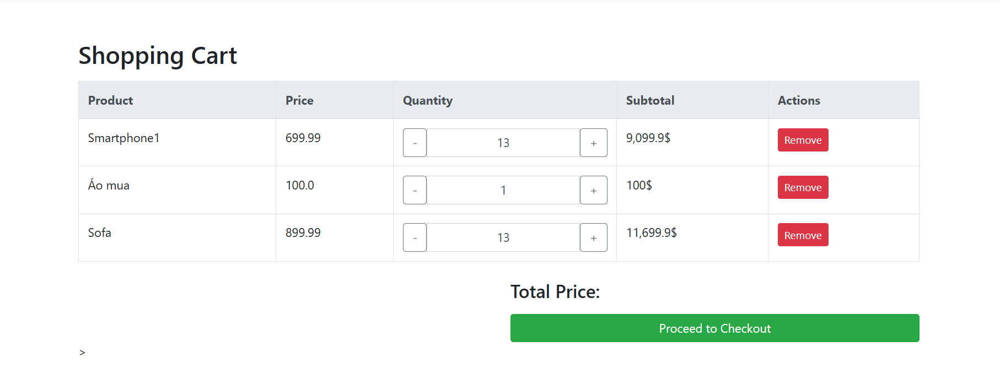 Shopping Cart
Product Price Quantity Subtotal Actions
Smartphone1 699.99 - 13 + 9,099.9$ Remove
Áo mua 100.0 - 1 + 100$ Remove
Sofa 899.99 - 13 + 11,699.9$ Remove
Total Price:
Proceed to Checkout
>